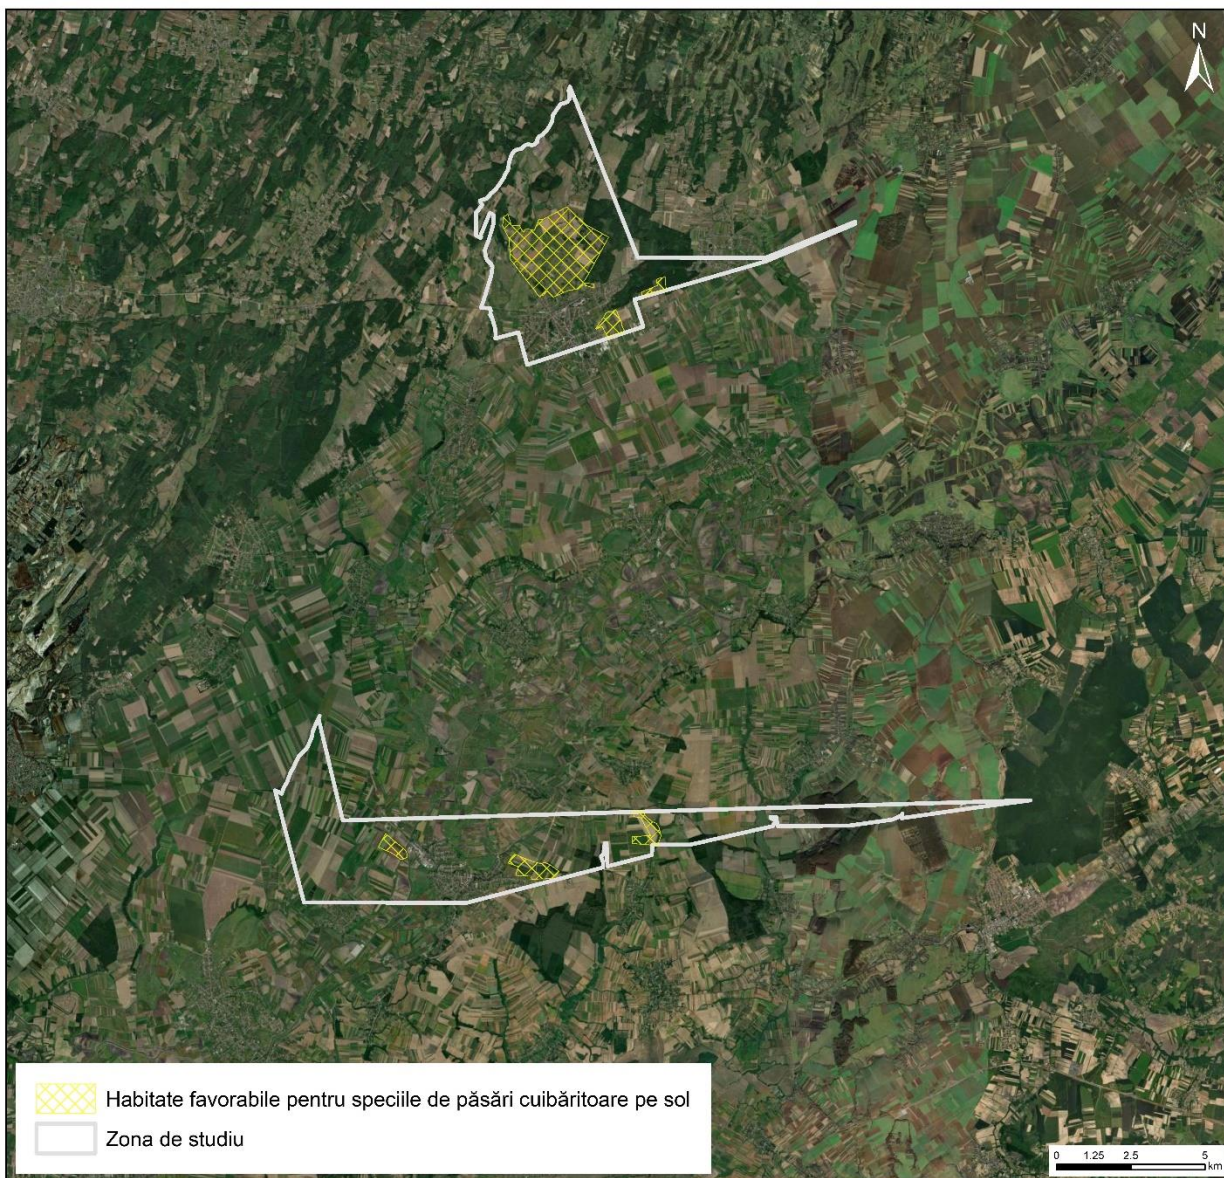 N
Habitate favorabile pentru speciile de păsări cuibăritoare pe sol
Zona de studiu
0 1.25 2.5 5
km